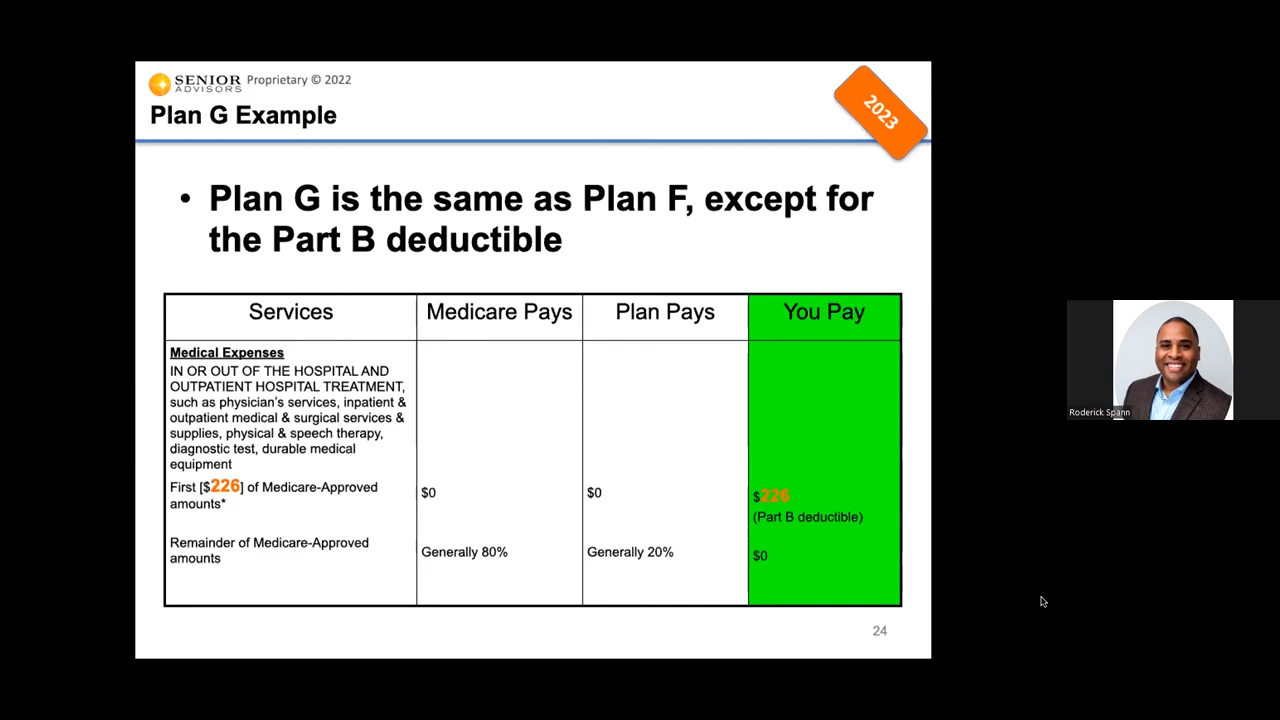 SENIOR
ADVISORS
Proprietary © 2022
Plan G Example
2023
• Plan G is the same as Plan F, except for
the Part B deductible
Services Medicare Pays Plan Pays You Pay
Medical Expenses
IN OR OUT OF THE HOSPITAL AND
OUTPATIENT HOSPITAL TREATMENT,
such as physician's services, inpatient &
outpatient medical & surgical services &
supplies, physical & speech therapy,
diagnostic test, durable medical
equipment
First [$226] of Medicare-Approved
amounts*
$0 $0 $226
(Part B deductible)
Remainder of Medicare-Approved
amounts
Generally 80% Generally 20% $0
24
Roderick Spann